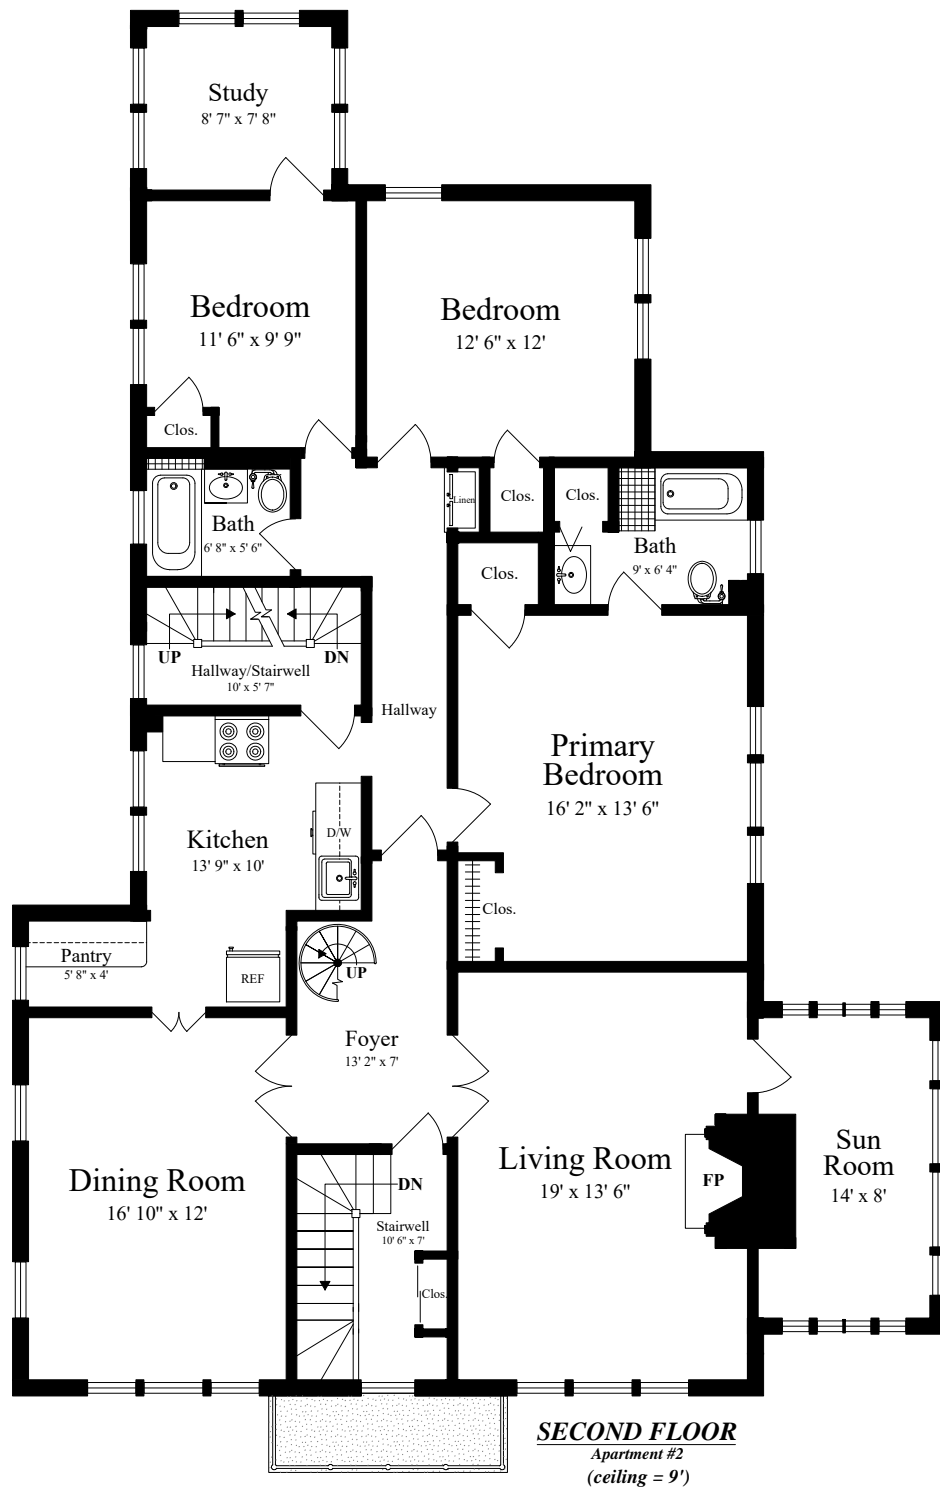 Study
8' 7" x 7' 8"
Bedroom
11' 6" x 9' 9"
Bedroom
12' 6" x 12'
Clos.
Bath
6' 8" x 5' 6"
Linen
Clos.
Clos.
Bath
9' x 6' 4"
Clos.
UP
DN
Hallway/Stairwell
10' x 5' 7"
Hallway
Primary
Bedroom
16' 2" x 13' 6"
Kitchen
13' 9" x 10'
D/W
Clos.
Pantry
5' 8" x 4'
REF
UP
Foyer
13' 2" x 7'
Dining Room
16' 10" x 12'
DN
Stairwell
10' 6" x 7'
Clos.
Living Room
19' x 13' 6"
FP
Sun
Room
14' x 8'
SECOND FLOOR
Apartment #2
(ceiling = 9')